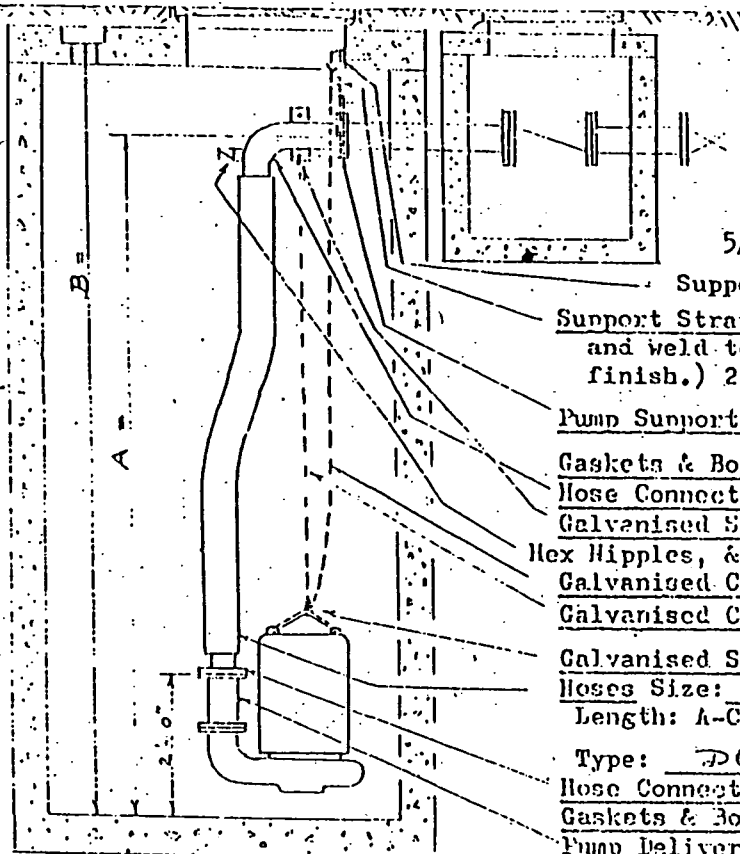 B =
A =
2'-0"
5/
Suppo
Support Stra
and weld to
finish.) 2
Pump Support
Gaskets & Bo
Hose Connect
Galvanised S
Hex Nipples, &
Galvanised C
Galvanised C
Galvanised S
Hoses Size:
Length: A-C
Type:
Hose Connect
Gaskets & Bo
Pump Deliver